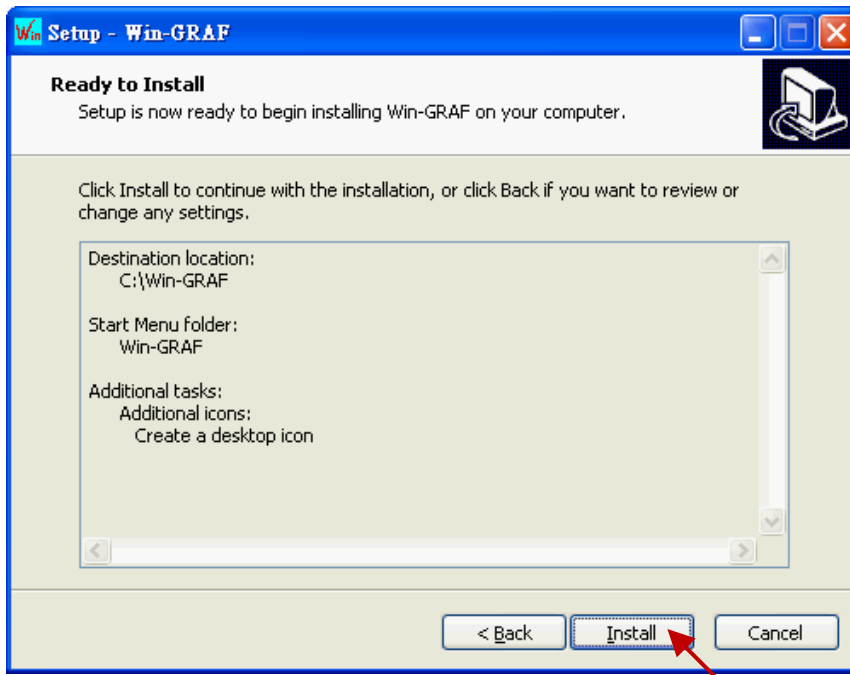 Win Setup - Win-GRAF
Ready to Install
Setup is now ready to begin installing Win-GRAF on your computer.
Click Install to continue with the installation, or click Back if you want to review or
change any settings.
Destination location:
C:\Win-GRAF
Start Menu folder:
Win-GRAF
Additional tasks:
Additional icons:
Create a desktop icon
< Back Install Cancel